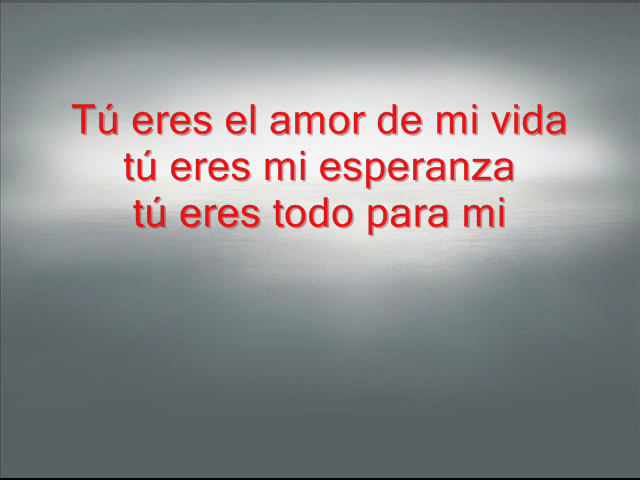 Tú eres el amor de mi vida
tú eres mi esperanza
tú eres todo para mi